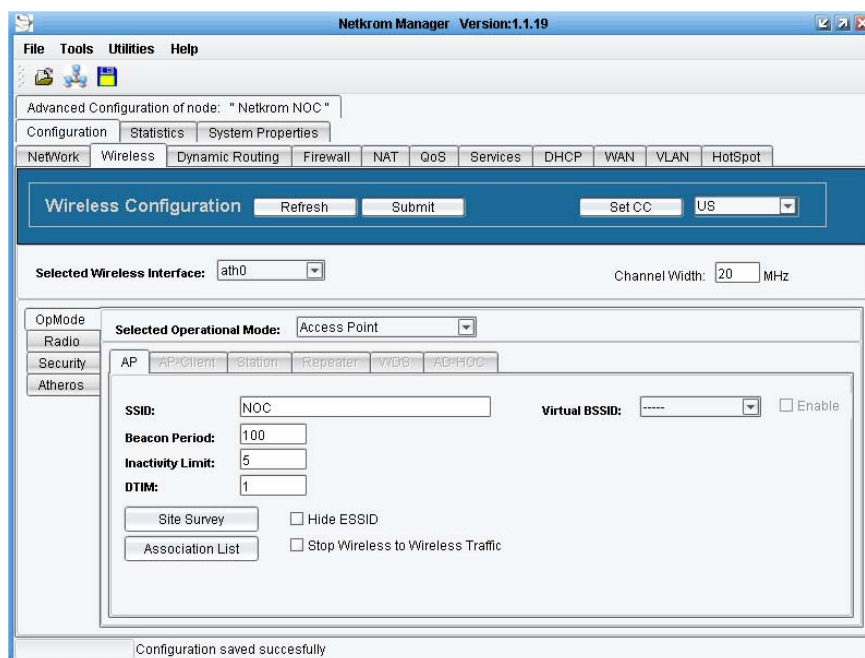 Netkrom Manager Version:1.1.19
File Tools Utilities Help
Advanced Configuration of node: " Netkrom NOC "
Configuration Statistics System Properties
NetWork Wireless Dynamic Routing Firewall NAT QoS Services DHCP WAN VLAN HotSpot
Wireless Configuration Refresh Submit Set CC US
Selected Wireless Interface: ath0 Channel Width: 20 MHz
OpMode
Radio
Security
Atheros
Selected Operational Mode: Access Point
AP AP-Client Station Repeater WDS AD-HOC
SSID: NOC Virtual BSSID: ----- Enable
Beacon Period: 100
Inactivity Limit: 5
DTIM: 1
Site Survey Hide ESSID
Association List Stop Wireless to Wireless Traffic
Configuration saved succesfully